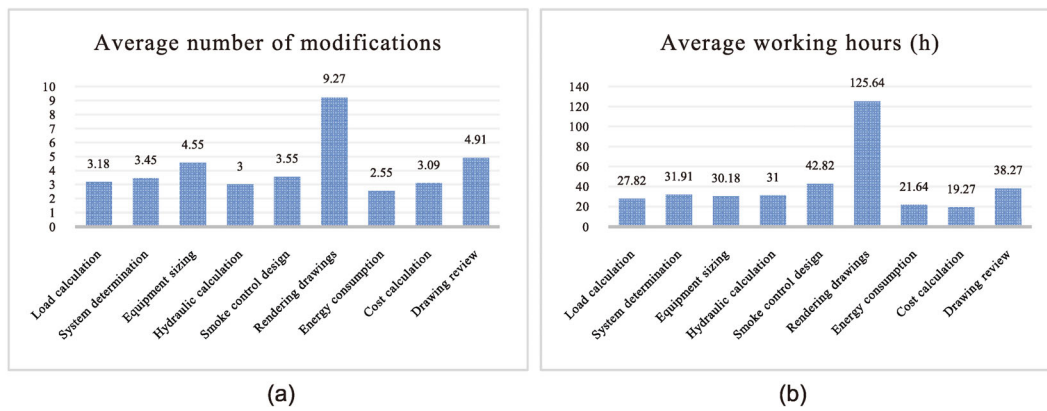 Average number of modifications
10
9
8
7
6
5
4
3
2
1
0
3.18
3.45
4.55
3
3.55
9.27
2.55
3.09
4.91
Load calculation
System determination
Equipment sizing
Hydraulic calculation
Smoke control design
Rendering drawings
Energy consumption
Cost calculation
Drawing review
(a)
Average working hours (h)
140
120
100
80
60
40
20
0
27.82
31.91
30.18
31
42.82
125.64
21.64
19.27
38.27
Load calculation
System determination
Equipment sizing
Hydraulic calculation
Smoke control design
Rendering drawings
Energy consumption
Cost calculation
Drawing review
(b)